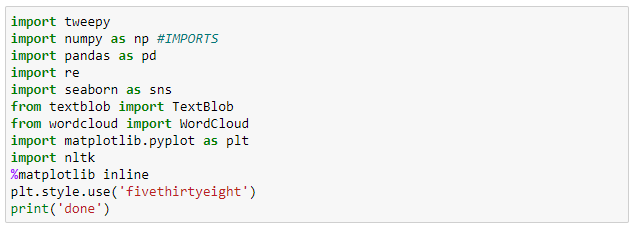 import tweepy
import numpy as np #IMPORTS
import pandas as pd
import re
import seaborn as sns
from textblob import TextBlob
from wordcloud import WordCloud
import matplotlib.pyplot as plt
import nltk
%matplotlib inline
plt.style.use('fivethirtyeight')
print('done')